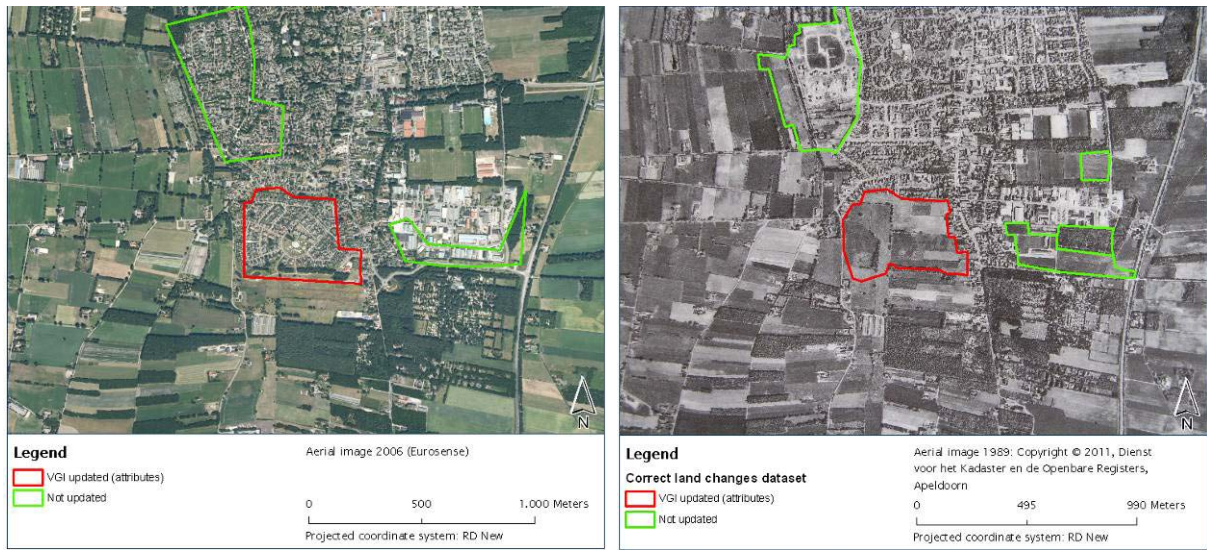 N
Legend
VGI updated (attributes)
Not updated
Aerial image 2006 (Eurosense)
0 500 1.000 Meters
Projected coordinate system: RD New
N
Legend
Correct land changes dataset
VGI updated (attributes)
Not updated
Aerial image 1989: Copyright © 2011, Dienst
voor het Kadaster en de Openbare Registers,
Apeldoorn
0 495 990 Meters
Projected coordinate system: RD New